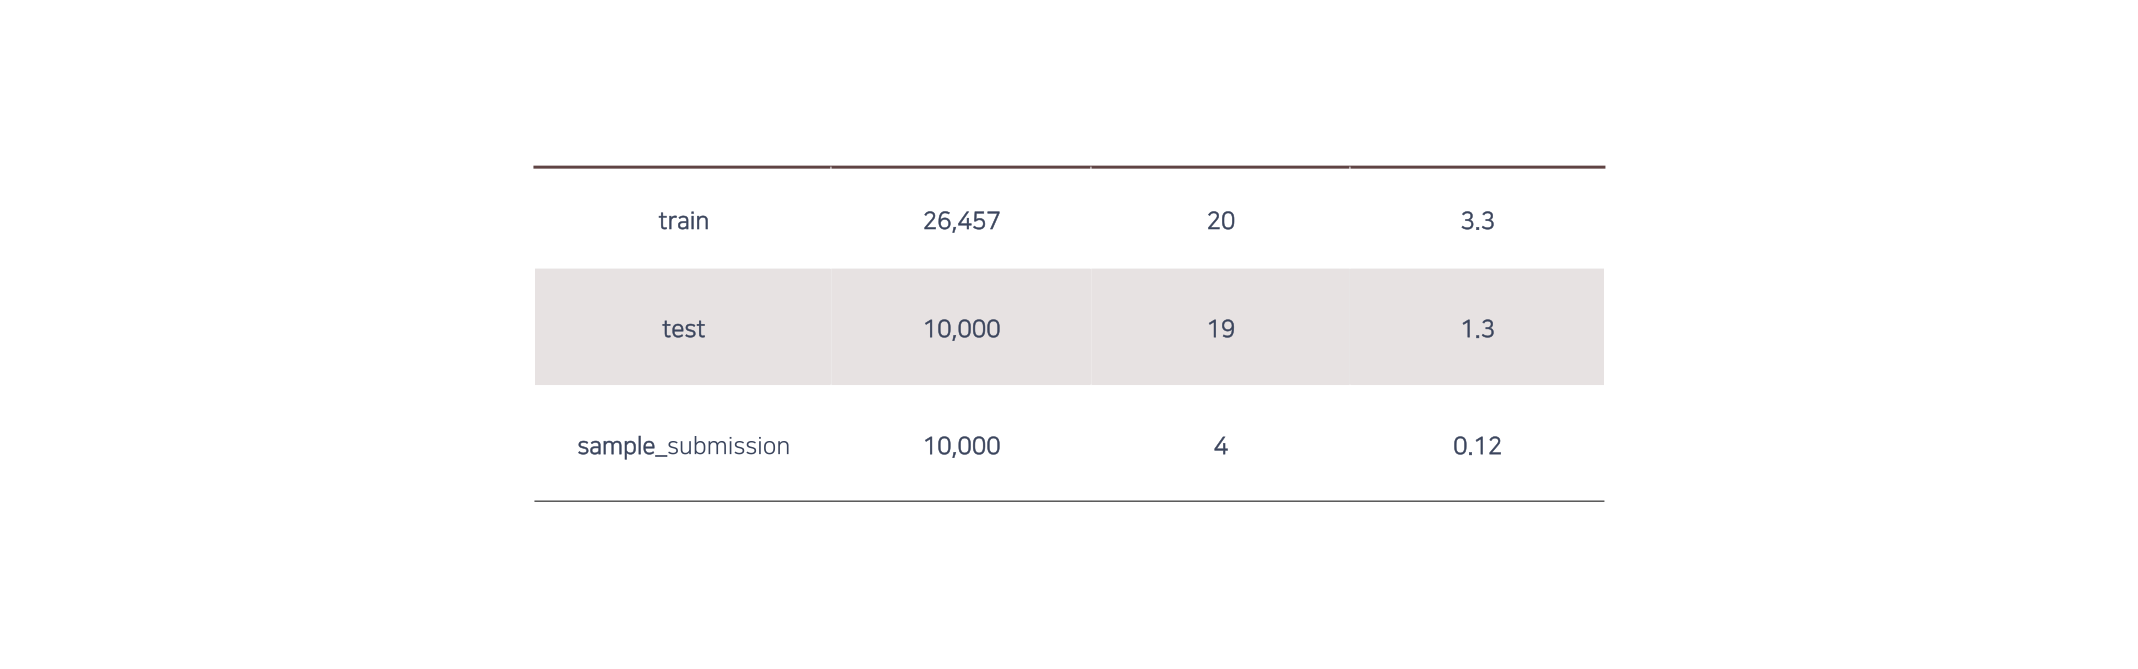 train 26,457 20 3.3
test 10,000 19 1.3
sample_submission 10,000 4 0.12